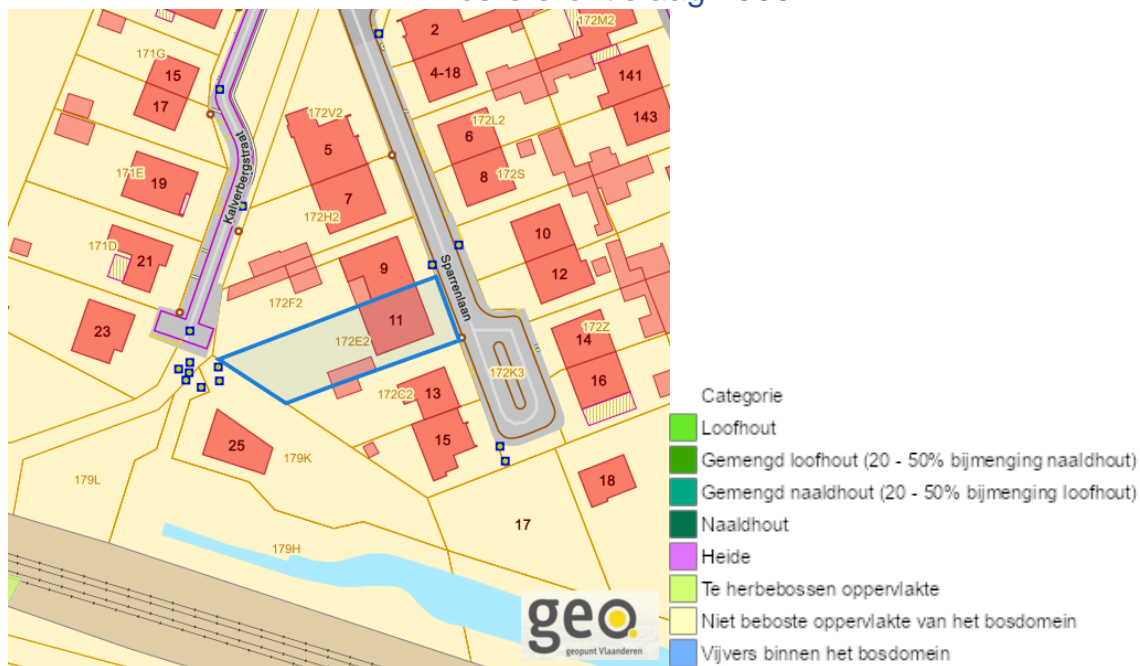 2
172M2
171G
15
4-18
141
17
172V2
172L2
143
6
5
Kalverbergstraat
8
172S
171E
19
7
172H2
10
171D
21
9
Sparrenlaan
12
172F2
11
23
172E2
172Z
14
172K3
16
172C2
13
25
15
179K
18
179L
17
179H
geo
geopunt Vlaanderen
Categorie
Loofhout
Gemengd loofhout (20 - 50% bijmenging naaldhout)
Gemengd naaldhout (20 - 50% bijmenging loofhout)
Naaldhout
Heide
Te herbebossen oppervlakte
Niet beboste oppervlakte van het bosdomein
Vijvers binnen het bosdomein